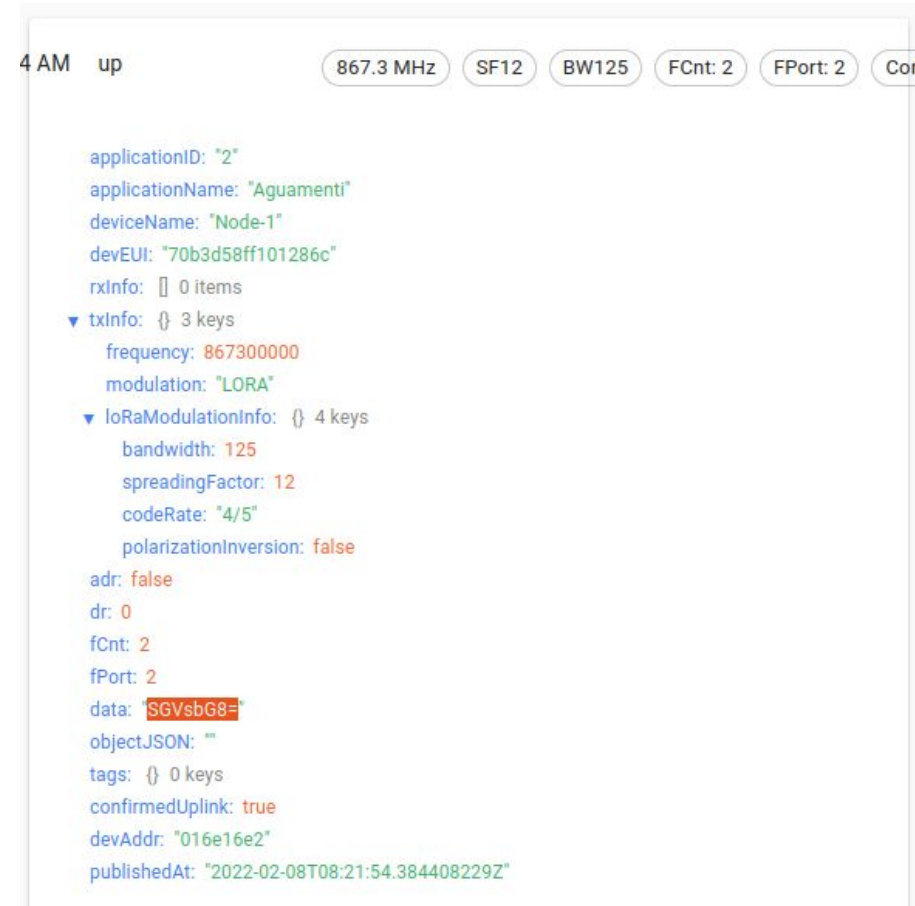 4 AM up 867.3 MHz SF12 BW125 FCnt: 2 FPort: 2
applicationID: "2"
applicationName: "Aguamenti"
deviceName: "Node-1"
devEUI: "70b3d58ff101286c"
rxInfo: [] 0 items
▼ txInfo: {} 3 keys
frequency: 867300000
modulation: "LORA"
▼ loRaModulationInfo: {} 4 keys
bandwidth: 125
spreadingFactor: 12
codeRate: "4/5"
polarizationInversion: false
adr: false
dr: 0
fCnt: 2
fPort: 2
data: "SGVsbG8="
objectJSON: ""
tags: {} 0 keys
confirmedUplink: true
devAddr: "016e16e2"
publishedAt: "2022-02-08T08:21:54.384408229Z"